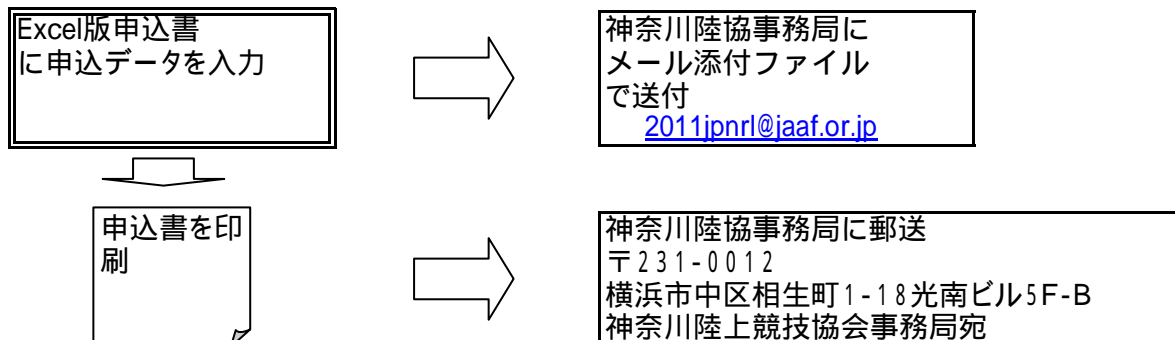 Excel版申込書
に申込データを入力
神奈川陸協事務局に
メール添付ファイル
で送付
2011jpnrl@jaaf.or.jp
申込書を印
刷
神奈川陸協事務局に郵送
〒231-0012
横浜市中区相生町1-18光南ビル5F-B
神奈川陸上競技協会事務局宛